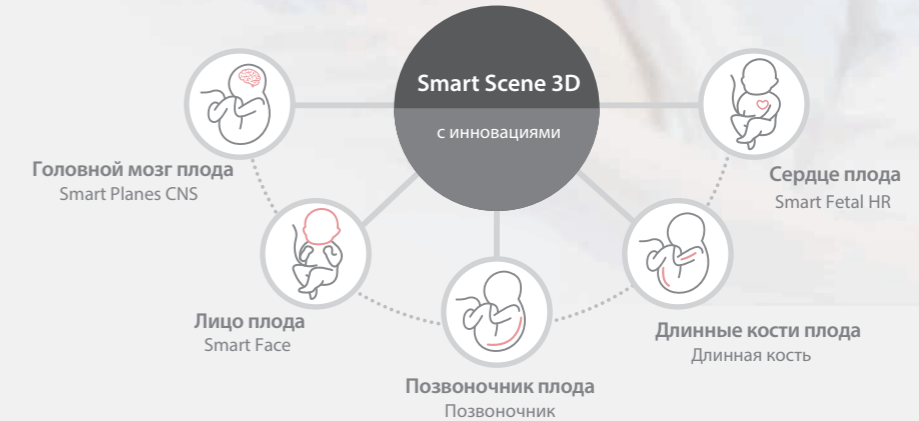 Smart Scene 3D
с инновациями
Головной мозг плода
Smart Planes CNS
Сердце плода
Smart Fetal HR
Лицо плода
Smart Face
Длинные кости плода
Длинная кость
Позвоночник плода
Позвоночник